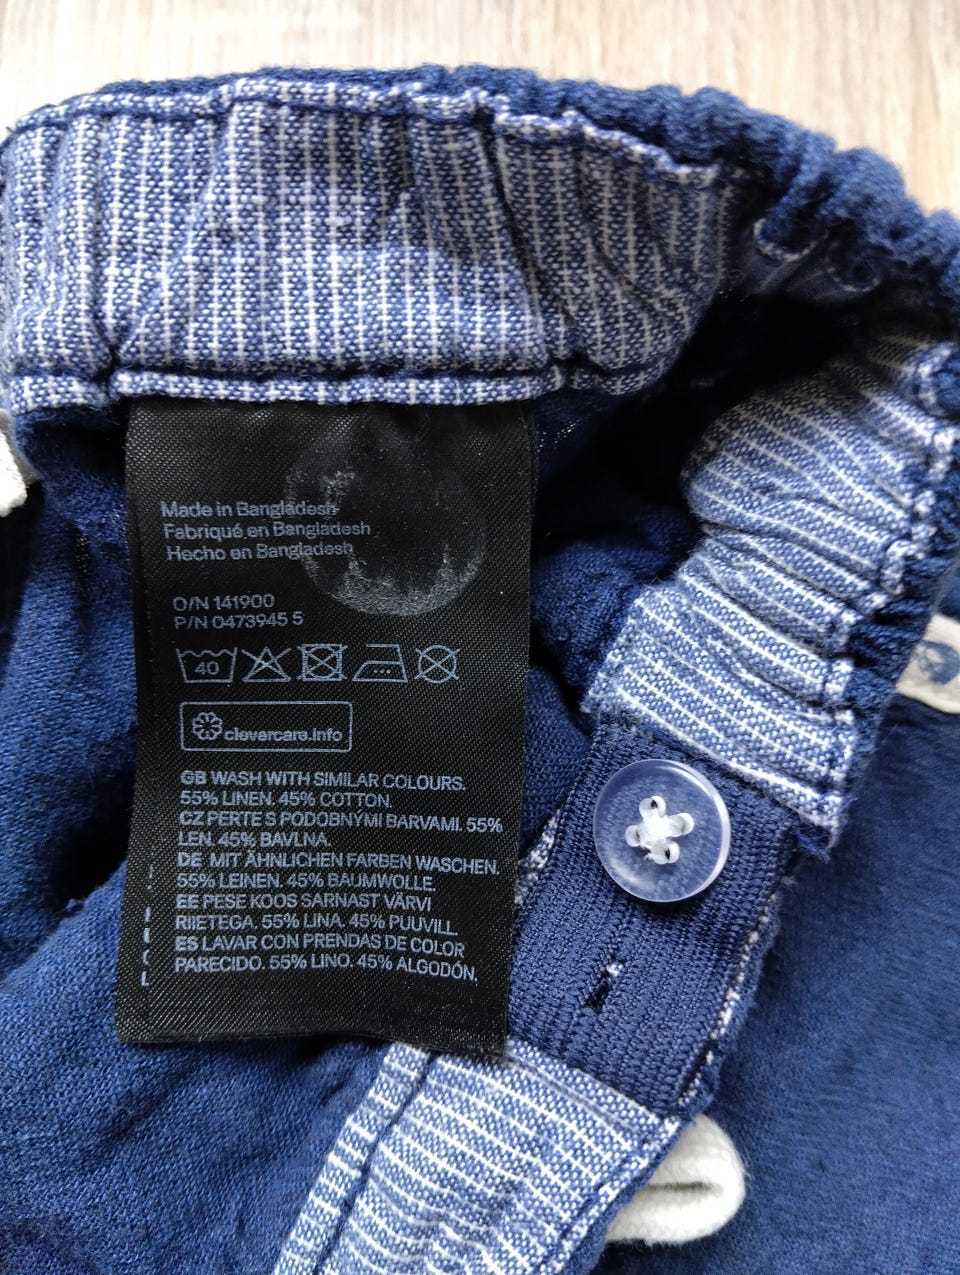 Made in Bangladesh
Fabriqué en Bangladesh
Hecho en Bangladesh
O/N 141900
P/N 0473945 5
40
clevercare.info
GB WASH WITH SIMILAR COLOURS.
55% LINEN. 45% COTTON.
CZ PERTE S PODOBNÝMI BARVAMI. 55%
LEN. 45% BAVLNA.
DE MIT ÄHNLICHEN FARBEN WASCHEN.
55% LEINEN. 45% BAUMWOLLE.
EE PESE KOOS SARNAST VÄRVI
RIIETEGA. 55% LINA. 45% PUUVILL.
ES LAVAR CON PRENDAS DE COLOR
PARECIDO. 55% LINO. 45% ALGODÓN.